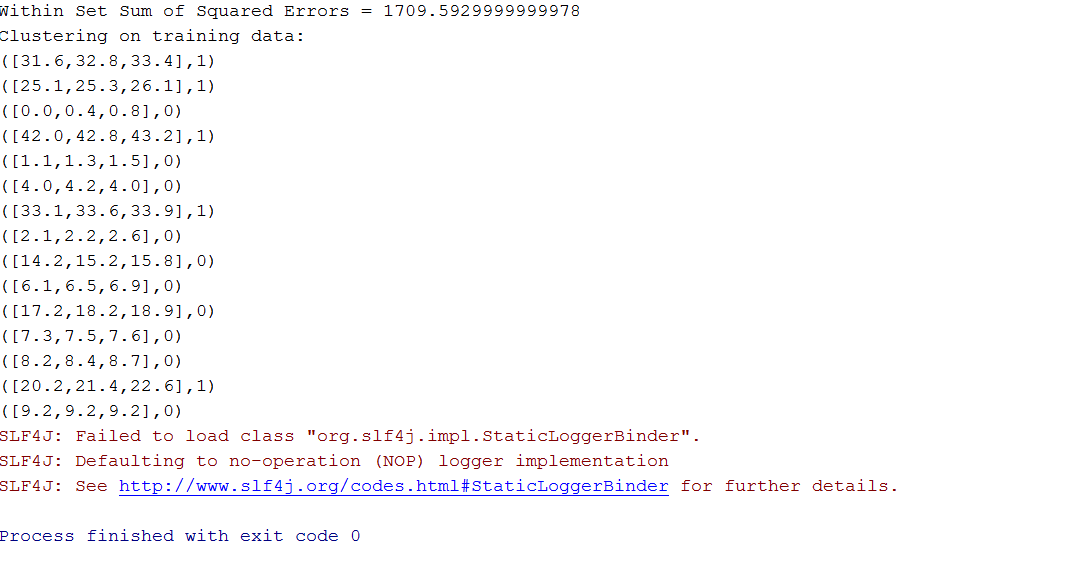 Within Set Sum of Squared Errors = 1709.5929999999978
Clustering on training data:
([31.6,32.8,33.4],1)
([25.1,25.3,26.1],1)
([0.0,0.4,0.8],0)
([42.0,42.8,43.2],1)
([1.1,1.3,1.5],0)
([4.0,4.2,4.0],0)
([33.1,33.6,33.9],1)
([2.1,2.2,2.6],0)
([14.2,15.2,15.8],0)
([6.1,6.5,6.9],0)
([17.2,18.2,18.9],0)
([7.3,7.5,7.6],0)
([8.2,8.4,8.7],0)
([20.2,21.4,22.6],1)
([9.2,9.2,9.2],0)
SLF4J: Failed to load class "org.slf4j.impl.StaticLoggerBinder".
SLF4J: Defaulting to no-operation (NOP) logger implementation
SLF4J: See http://www.slf4j.org/codes.html#StaticLoggerBinder for further details.
Process finished with exit code 0